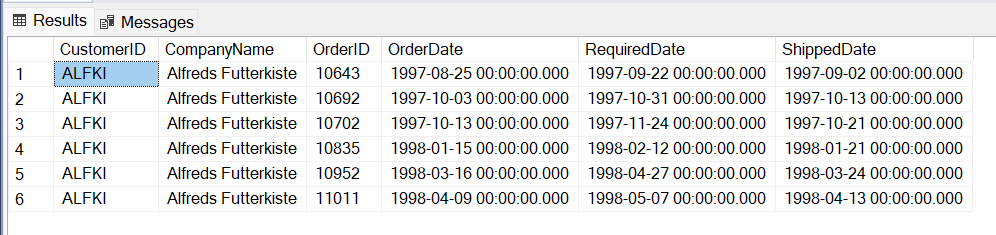 Results Messages
CustomerID CompanyName OrderID OrderDate RequiredDate ShippedDate
1 ALFKI Alfreds Futterkiste 10643 1997-08-25 00:00:00.000 1997-09-22 00:00:00.000 1997-09-02 00:00:00.000
2 ALFKI Alfreds Futterkiste 10692 1997-10-03 00:00:00.000 1997-10-31 00:00:00.000 1997-10-13 00:00:00.000
3 ALFKI Alfreds Futterkiste 10702 1997-10-13 00:00:00.000 1997-11-24 00:00:00.000 1997-10-21 00:00:00.000
4 ALFKI Alfreds Futterkiste 10835 1998-01-15 00:00:00.000 1998-02-12 00:00:00.000 1998-01-21 00:00:00.000
5 ALFKI Alfreds Futterkiste 10952 1998-03-16 00:00:00.000 1998-04-27 00:00:00.000 1998-03-24 00:00:00.000
6 ALFKI Alfreds Futterkiste 11011 1998-04-09 00:00:00.000 1998-05-07 00:00:00.000 1998-04-13 00:00:00.000